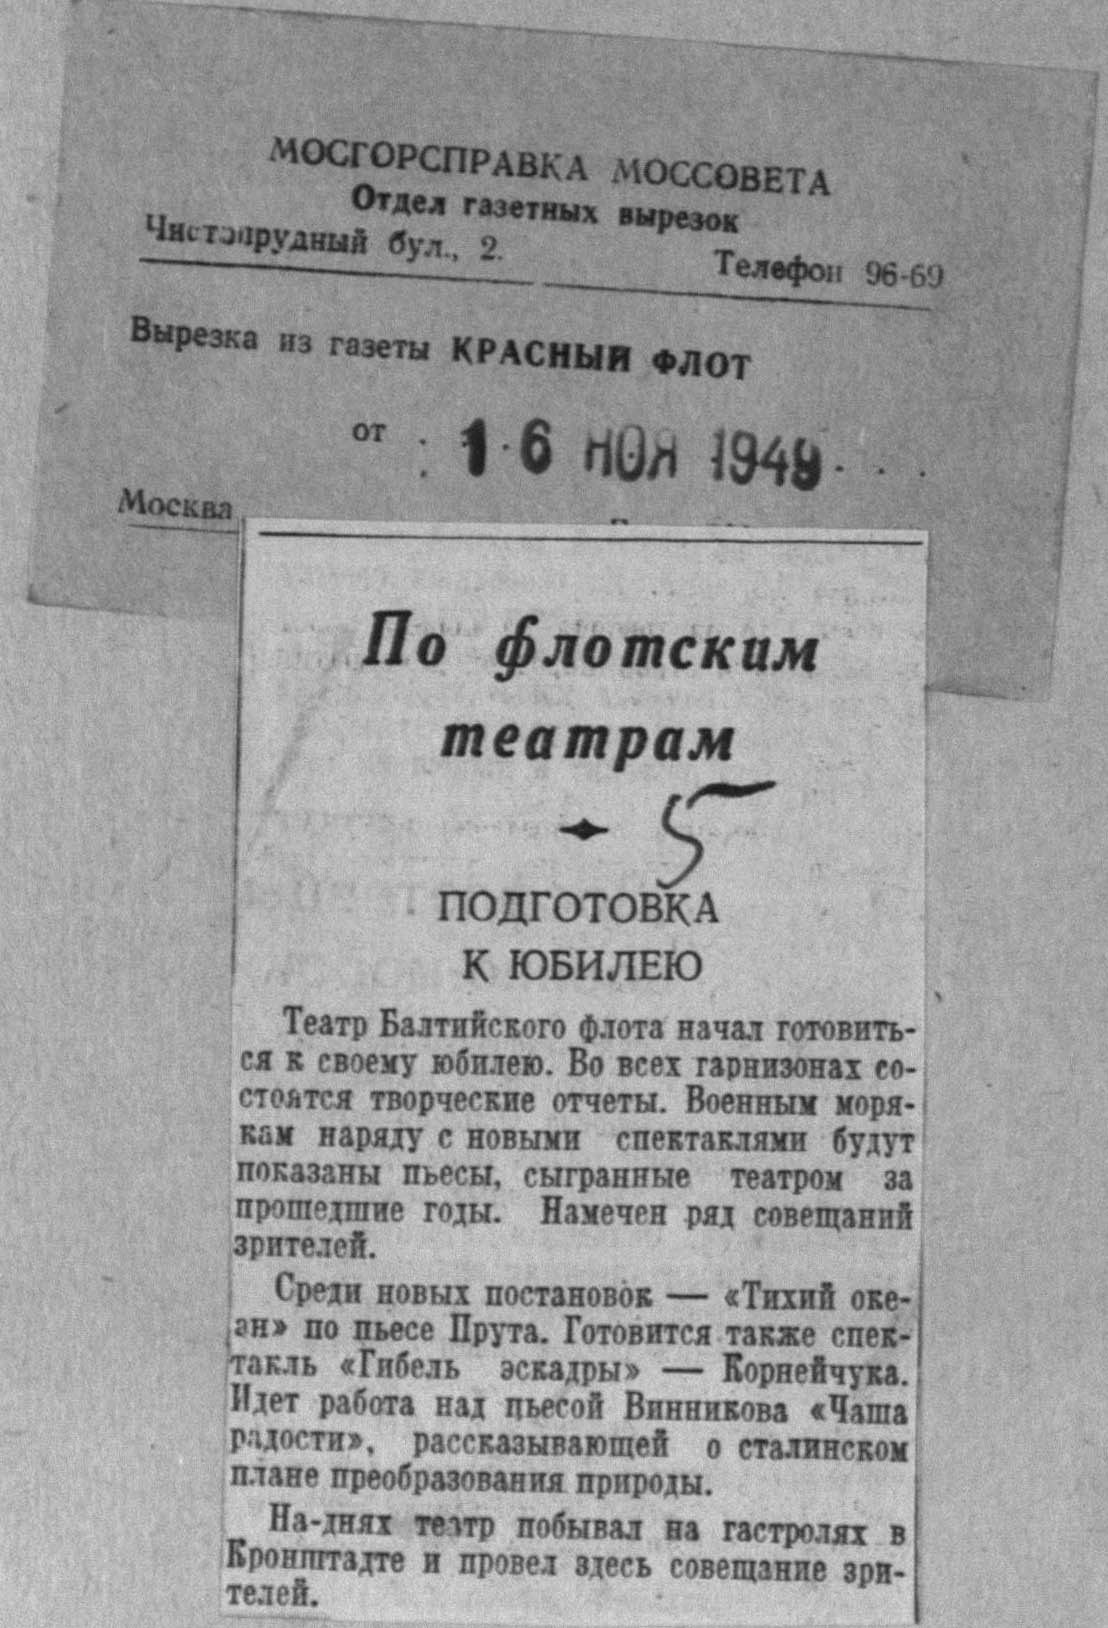 МОСГОРСПРАВКА МОССОВЕТА
Отдел газетных вырезок
Чистопрудный бул., 2. Телефон 96-69
Вырезка из газеты КРАСНЫЙ ФЛОТ
от 16 НОЯ 1949
Москва
По флотским
театрам
5
ПОДГОТОВКА
К ЮБИЛЕЮ
Театр Балтийского флота начал готовить-
ся к своему юбилею. Во всех гарнизонах со-
стоятся творческие отчеты. Военным моря-
кам наряду с новыми спектаклями будут
показаны пьесы, сыгранные театром за
прошедшие годы. Намечен ряд совещаний
зрителей.
Среди новых постановок — «Тихий оке-
ан» по пьесе Прута. Готовится также спек-
такль «Гибель эскадры» — Корнейчука.
Идет работа над пьесой Винникова «Чаша
радости», рассказывающей о сталинском
плане преобразования природы.
На-днях театр побывал на гастролях в
Кронштадте и провел здесь совещание зри-
телей.